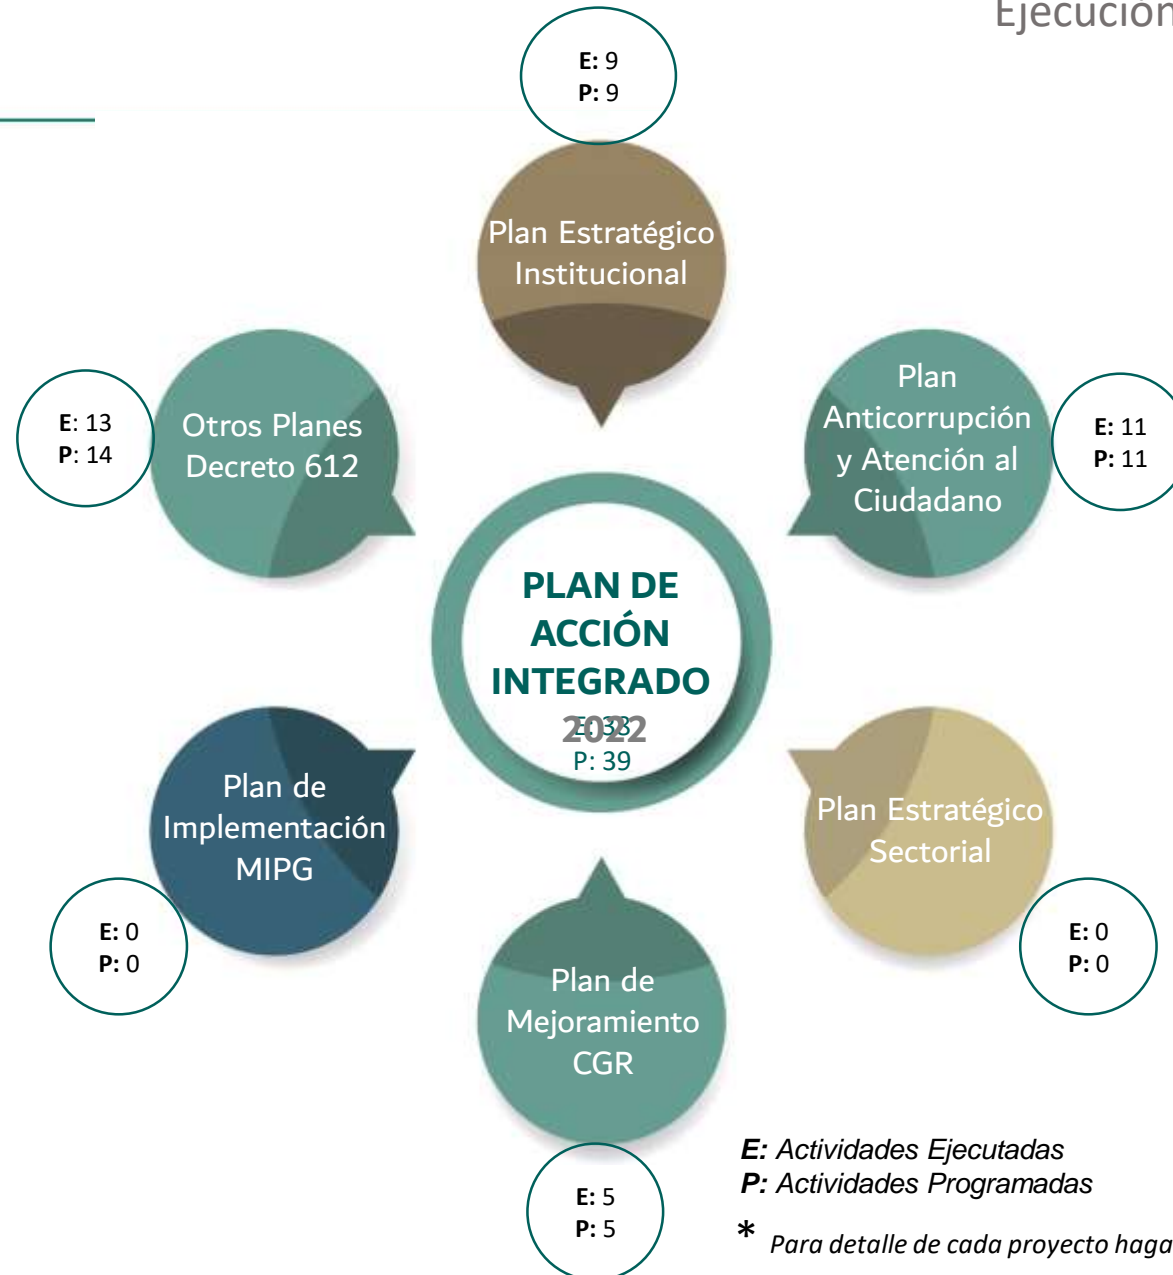 Ejecución
E: 9
P: 9
Plan Estratégico
Institucional
Otros Planes
Decreto 612
E: 13
P: 14
Plan
Anticorrupción
y Atención al
Ciudadano
E: 11
P: 11
PLAN DE
ACCIÓN
INTEGRADO
2022
E: 38
P: 39
Plan de
Implementación
MIPG
E: 0
P: 0
Plan Estratégico
Sectorial
E: 0
P: 0
Plan de
Mejoramiento
CGR
E: 5
P: 5
E: Actividades Ejecutadas
P: Actividades Programadas
* Para detalle de cada proyecto haga